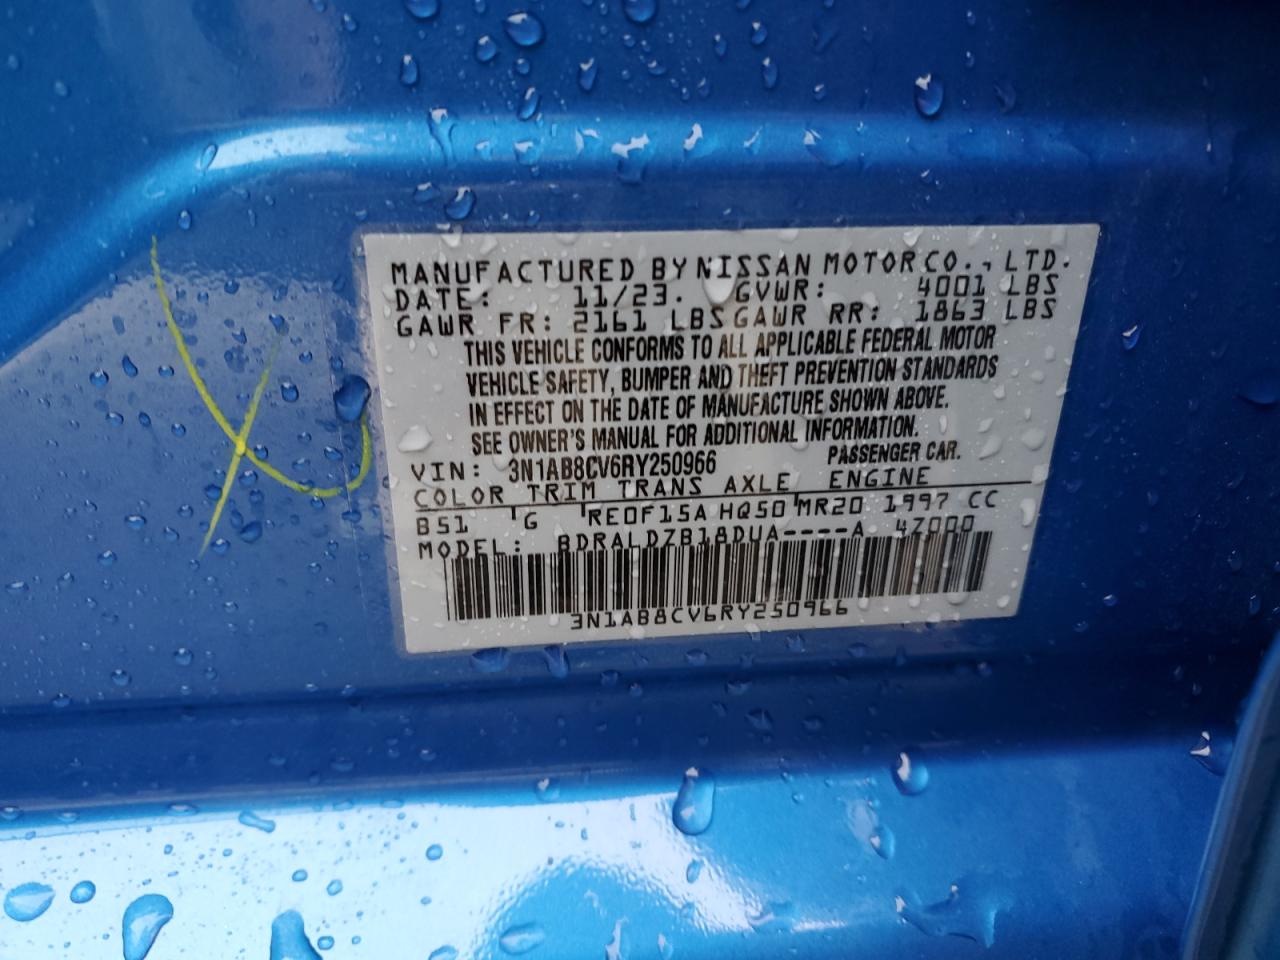 MANUFACTURED BY NISSAN MOTOR CO., LTD.
DATE: 11/23. GVWR: 4001 LBS
GAWR FR: 2161 LBS GAWR RR: 1863 LBS
THIS VEHICLE CONFORMS TO ALL APPLICABLE FEDERAL MOTOR
VEHICLE SAFETY, BUMPER AND THEFT PREVENTION STANDARDS
IN EFFECT ON THE DATE OF MANUFACTURE SHOWN ABOVE.
SEE OWNER'S MANUAL FOR ADDITIONAL INFORMATION.
VIN: 3N1AB8CV6RY250966 PASSENGER CAR.
COLOR TRIM TRANS AXLE ENGINE
B51 G RE0F15A HQ50 MR20 1997 CC
MODEL: BDRALDZB18DUA----A 4Z000
3N1AB8CV6RY250966